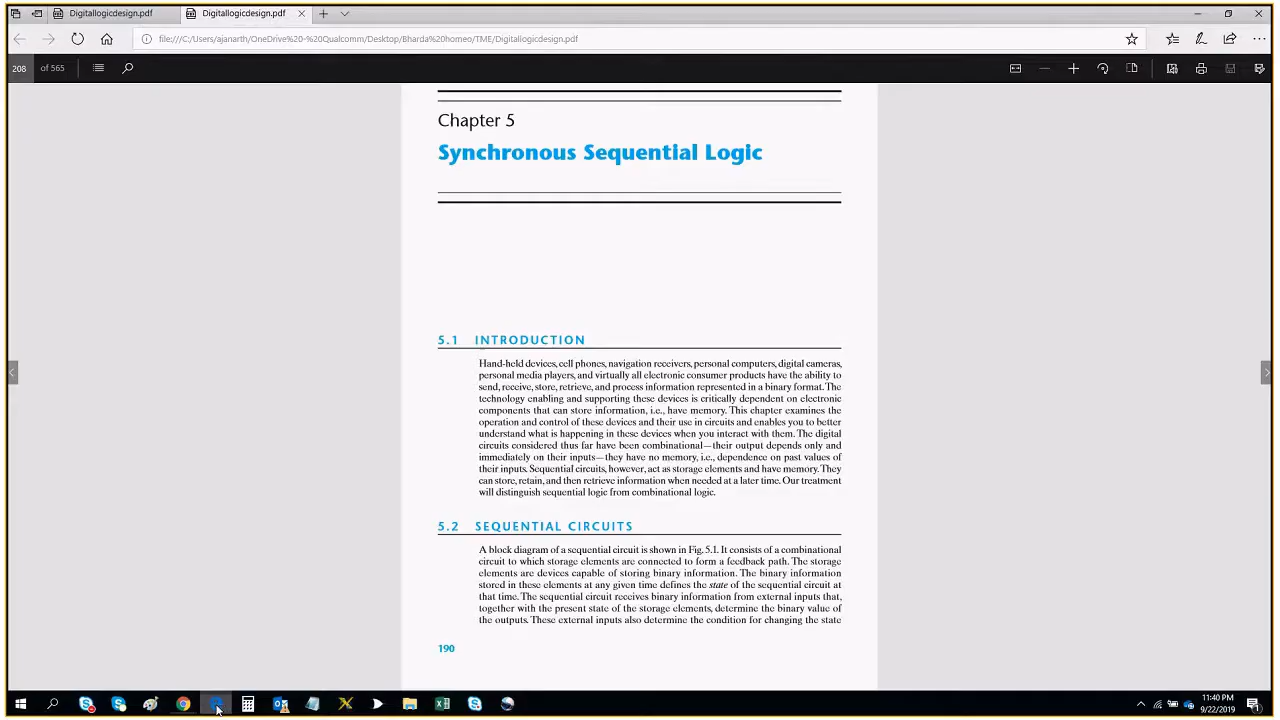 Digitallogicdesign.pdf
Digitallogicdesign.pdf
file:///C:/Users/ajanarth/OneDrive%20-%20Qualcomm/Desktop/Bharda%20homeo/TME/Digitallogicdesign.pdf
208 of 565
Chapter 5
Synchronous Sequential Logic
5.1 INTRODUCTION
Hand-held devices, cell phones, navigation receivers, personal computers, digital cameras,
personal media players, and virtually all electronic consumer products have the ability to
send, receive, store, retrieve, and process information represented in a binary format. The
technology enabling and supporting these devices is critically dependent on electronic
components that can store information, i.e., have memory. This chapter examines the
operation and control of these devices and their use in circuits and enables you to better
understand what is happening in these devices when you interact with them. The digital
circuits considered thus far have been combinational—their output depends only and
immediately on their inputs—they have no memory, i.e., dependence on past values of
their inputs. Sequential circuits, however, act as storage elements and have memory. They
can store, retain, and then retrieve information when needed at a later time. Our treatment
will distinguish sequential logic from combinational logic.
5.2 SEQUENTIAL CIRCUITS
A block diagram of a sequential circuit is shown in Fig. 5.1. It consists of a combinational
circuit to which storage elements are connected to form a feedback path. The storage
elements are devices capable of storing binary information. The binary information
stored in these elements at any given time defines the state of the sequential circuit at
that time. The sequential circuit receives binary information from external inputs that,
together with the present state of the storage elements, determine the binary value of
the outputs. These external inputs also determine the condition for changing the state
190
11:40 PM
9/22/2019